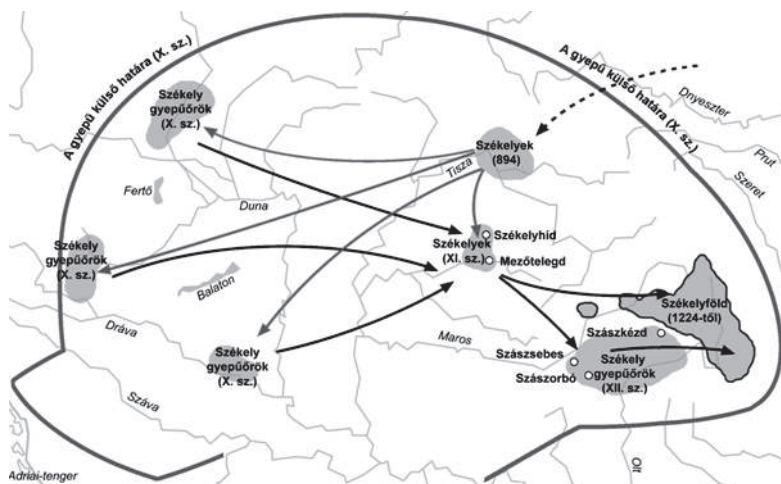 A gyepű külső határa (X. sz.)
A gyepű külső határa (X. sz.)
Dnyeszter
Prut
Szeret
Székely
gyepűőrök
(X. sz.)
Székelyek
(894)
Tisza
Fertő
Duna
Székelyhíd
Székelyek
(XI. sz.)
Mezőtelegd
Székely
gyepűőrök
(X. sz.)
Balaton
Székelyföld
(1224-től)
Dráva
Maros
Szászkézd
Szászsebes
Székely
gyepűőrök
(X. sz.)
Székely
gyepűőrök
(XII. sz.)
Szászorbó
Száva
Olt
Adriai-tenger